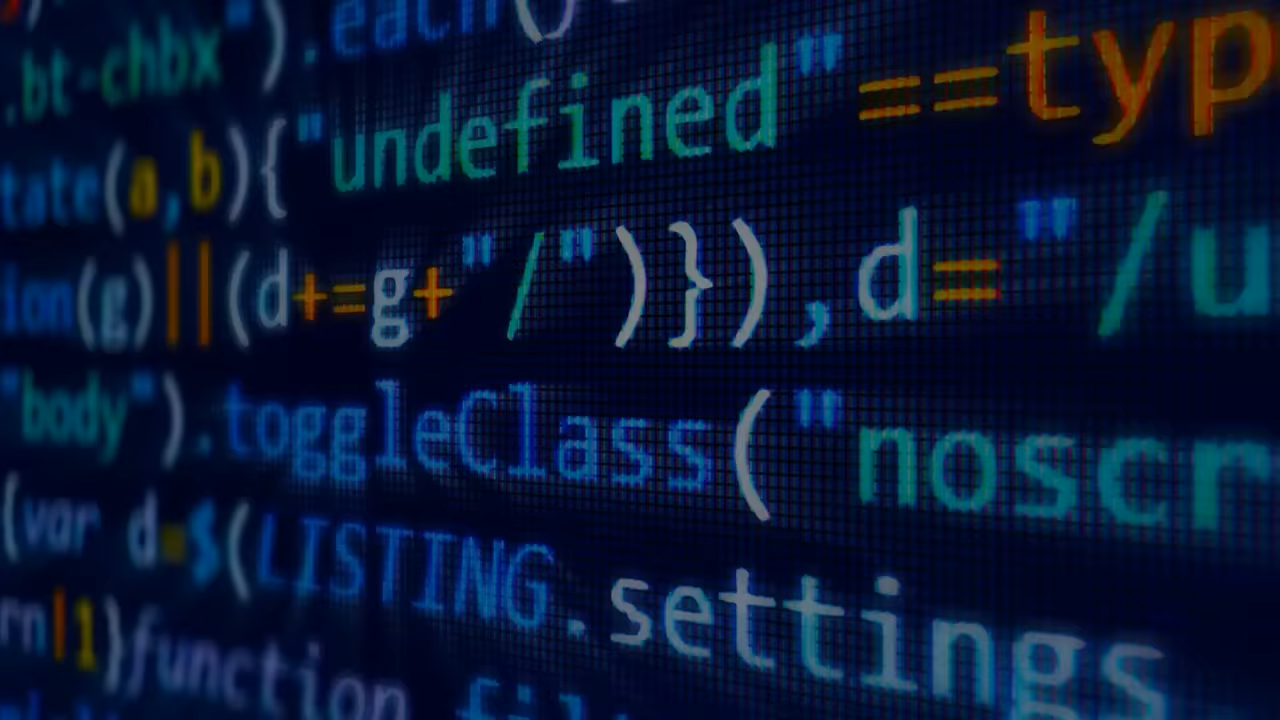 ").each()
.bt-chbx
"undefined"==typ
tate(a,b){
ion(g)||(d+=g+"/")}),d="/u
"body").toggleClass("noscr
(var d=$(LISTING.settings
rn|1}function